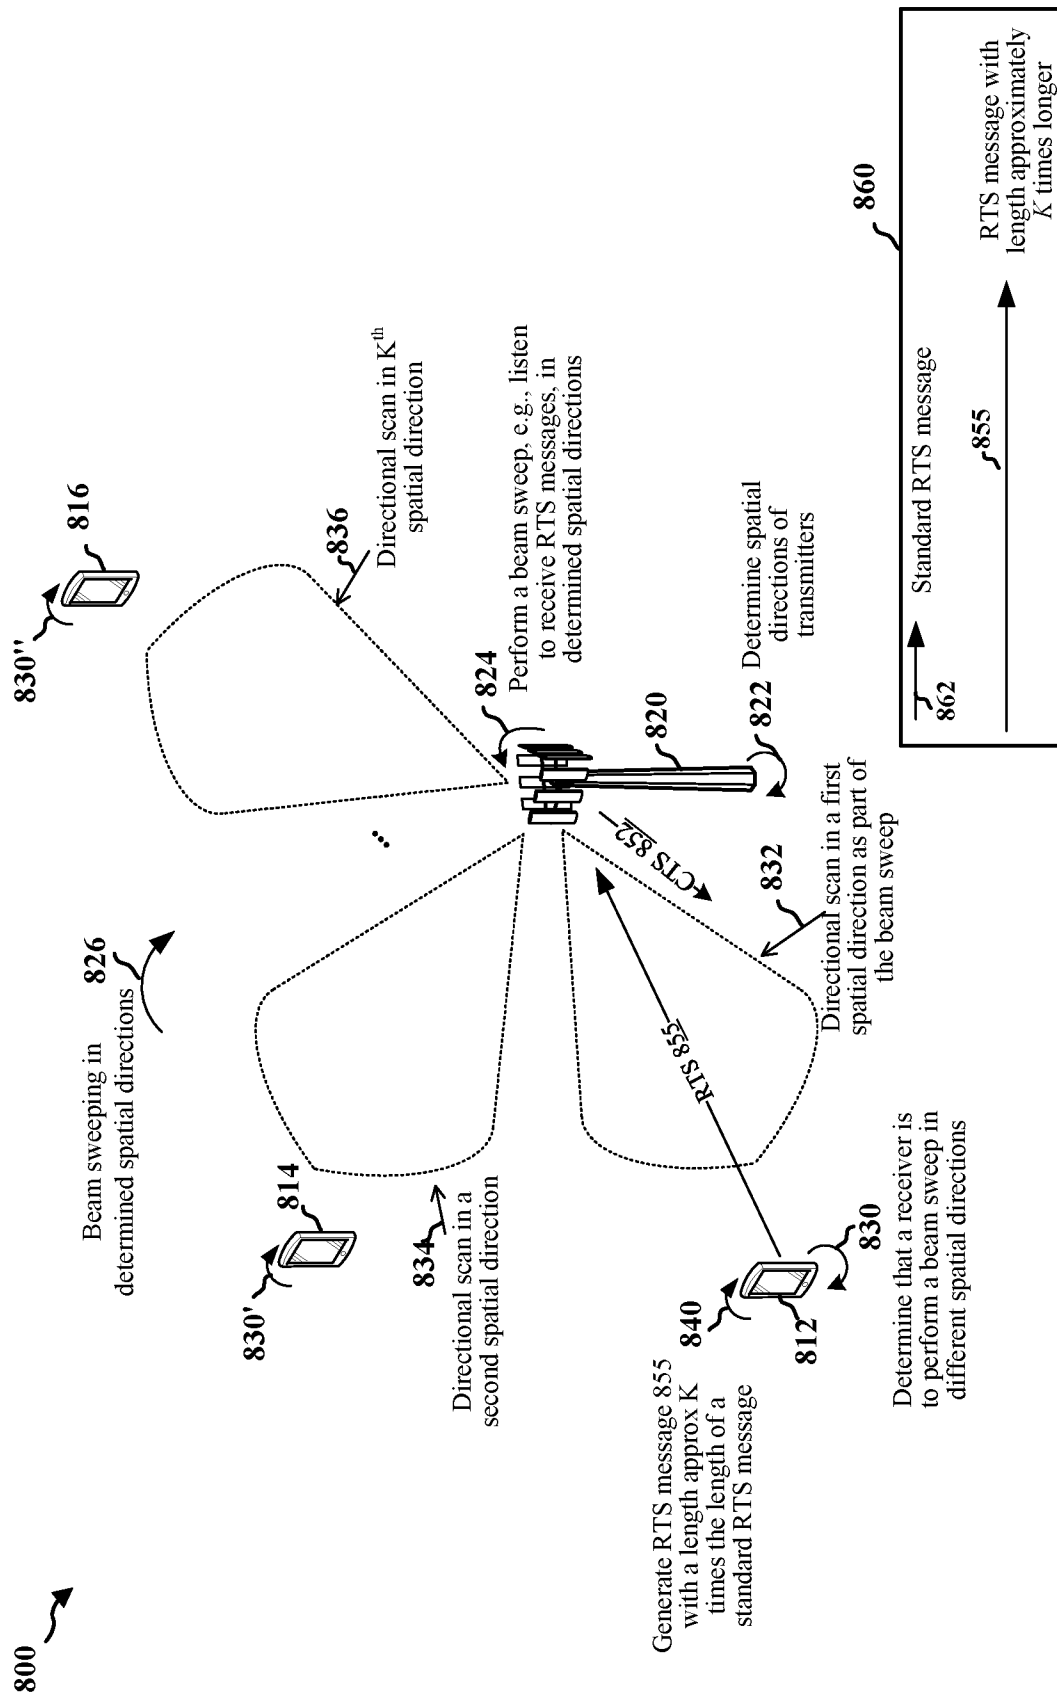 800
830''
816
Beam sweeping in
determined spatial directions
826
Directional scan in Kth
spatial direction
836
830'
814
834
Directional scan in a
second spatial direction
824
Perform a beam sweep, e.g., listen
to receive RTS messages, in
determined spatial directions
820
822
Determine spatial
directions of
transmitters
CTS 852
RTS 855
832
Directional scan in a first
spatial direction as part of
the beam sweep
Generate RTS message 855
with a length approx K
times the length of a
standard RTS message
840
812
830
Determine that a receiver is
to perform a beam sweep in
different spatial directions
860
862
Standard RTS message
855
RTS message with
length approximately
K times longer